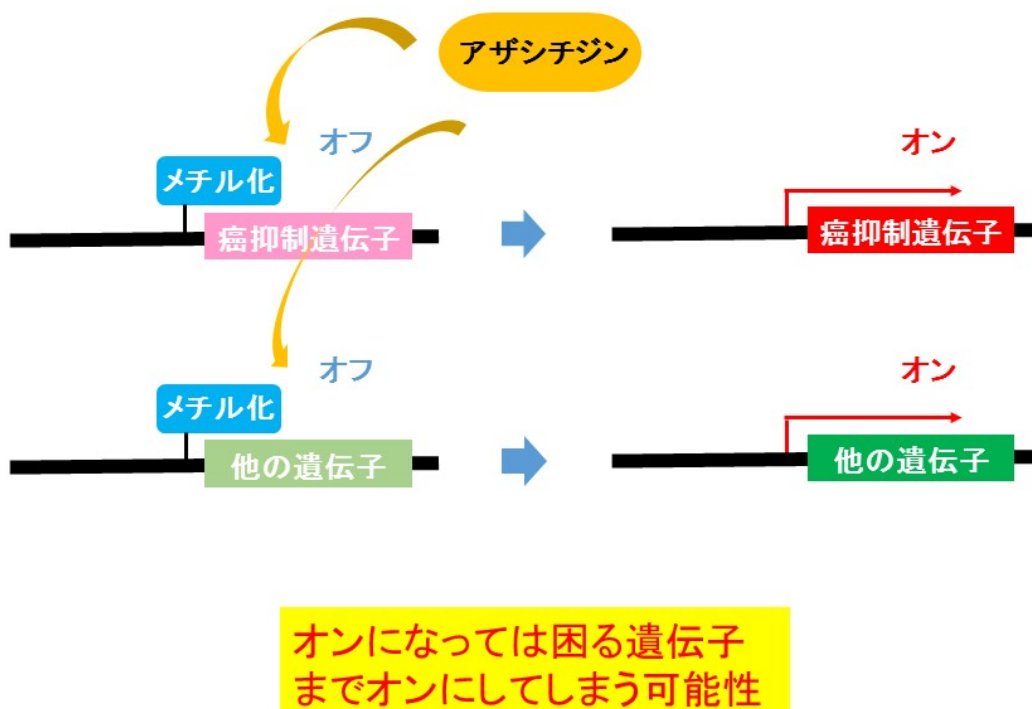 アザシチジン
オフ
オン
メチル化
癌抑制遺伝子
癌抑制遺伝子
オフ
オン
メチル化
他の遺伝子
他の遺伝子
オンになっては困る遺伝子
までオンにしてしまう可能性